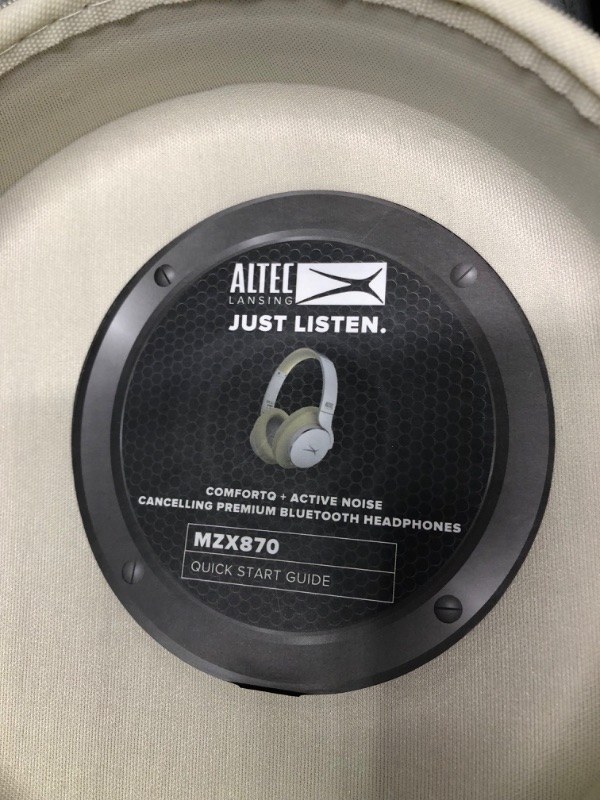 ALTEC
LANSING
JUST LISTEN.
COMFORTQ + ACTIVE NOISE
CANCELLING PREMIUM BLUETOOTH HEADPHONES
MZX870
QUICK START GUIDE